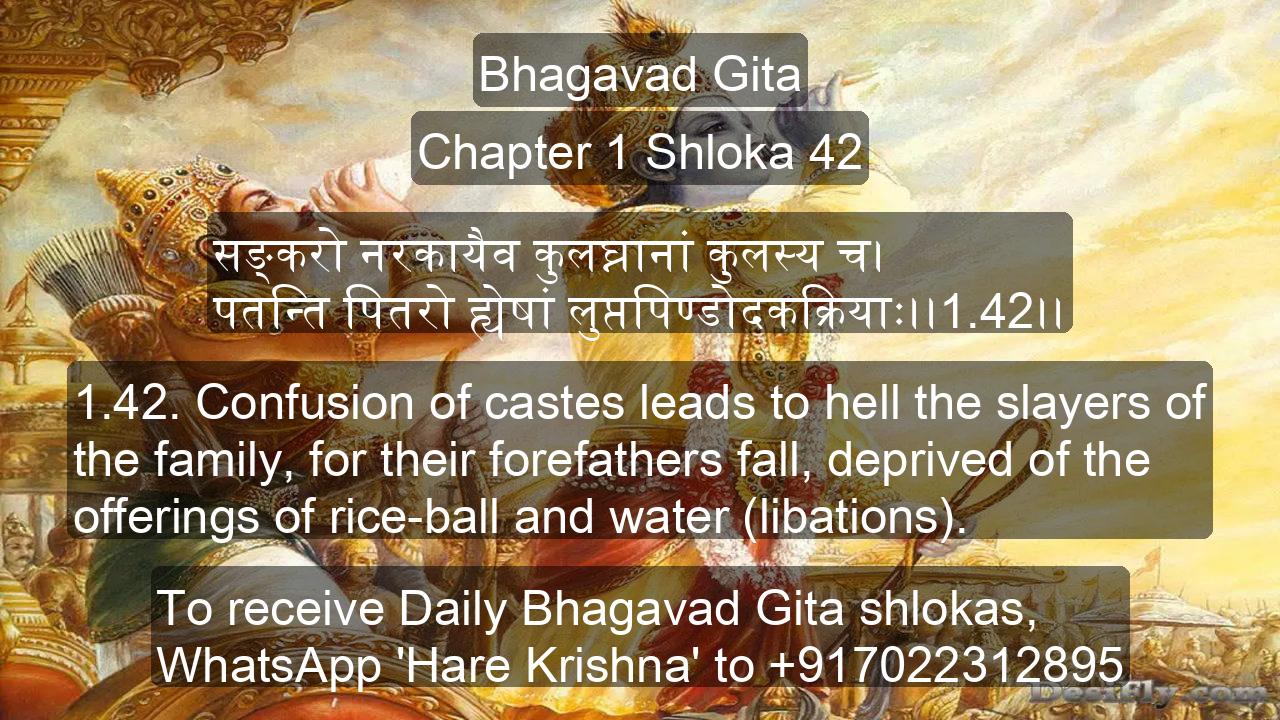 Bhagavad Gita
Chapter 1 Shloka 42
सङ्करो नरकायैव कुलघ्नानां कुलस्य च।
पतन्ति पितरो ह्येषां लुप्तपिण्डोदकक्रियाः।।1.42।।
1.42. Confusion of castes leads to hell the slayers of
the family, for their forefathers fall, deprived of the
offerings of rice-ball and water (libations).
To receive Daily Bhagavad Gita shlokas,
WhatsApp 'Hare Krishna' to +917022312895
DesiFly.com